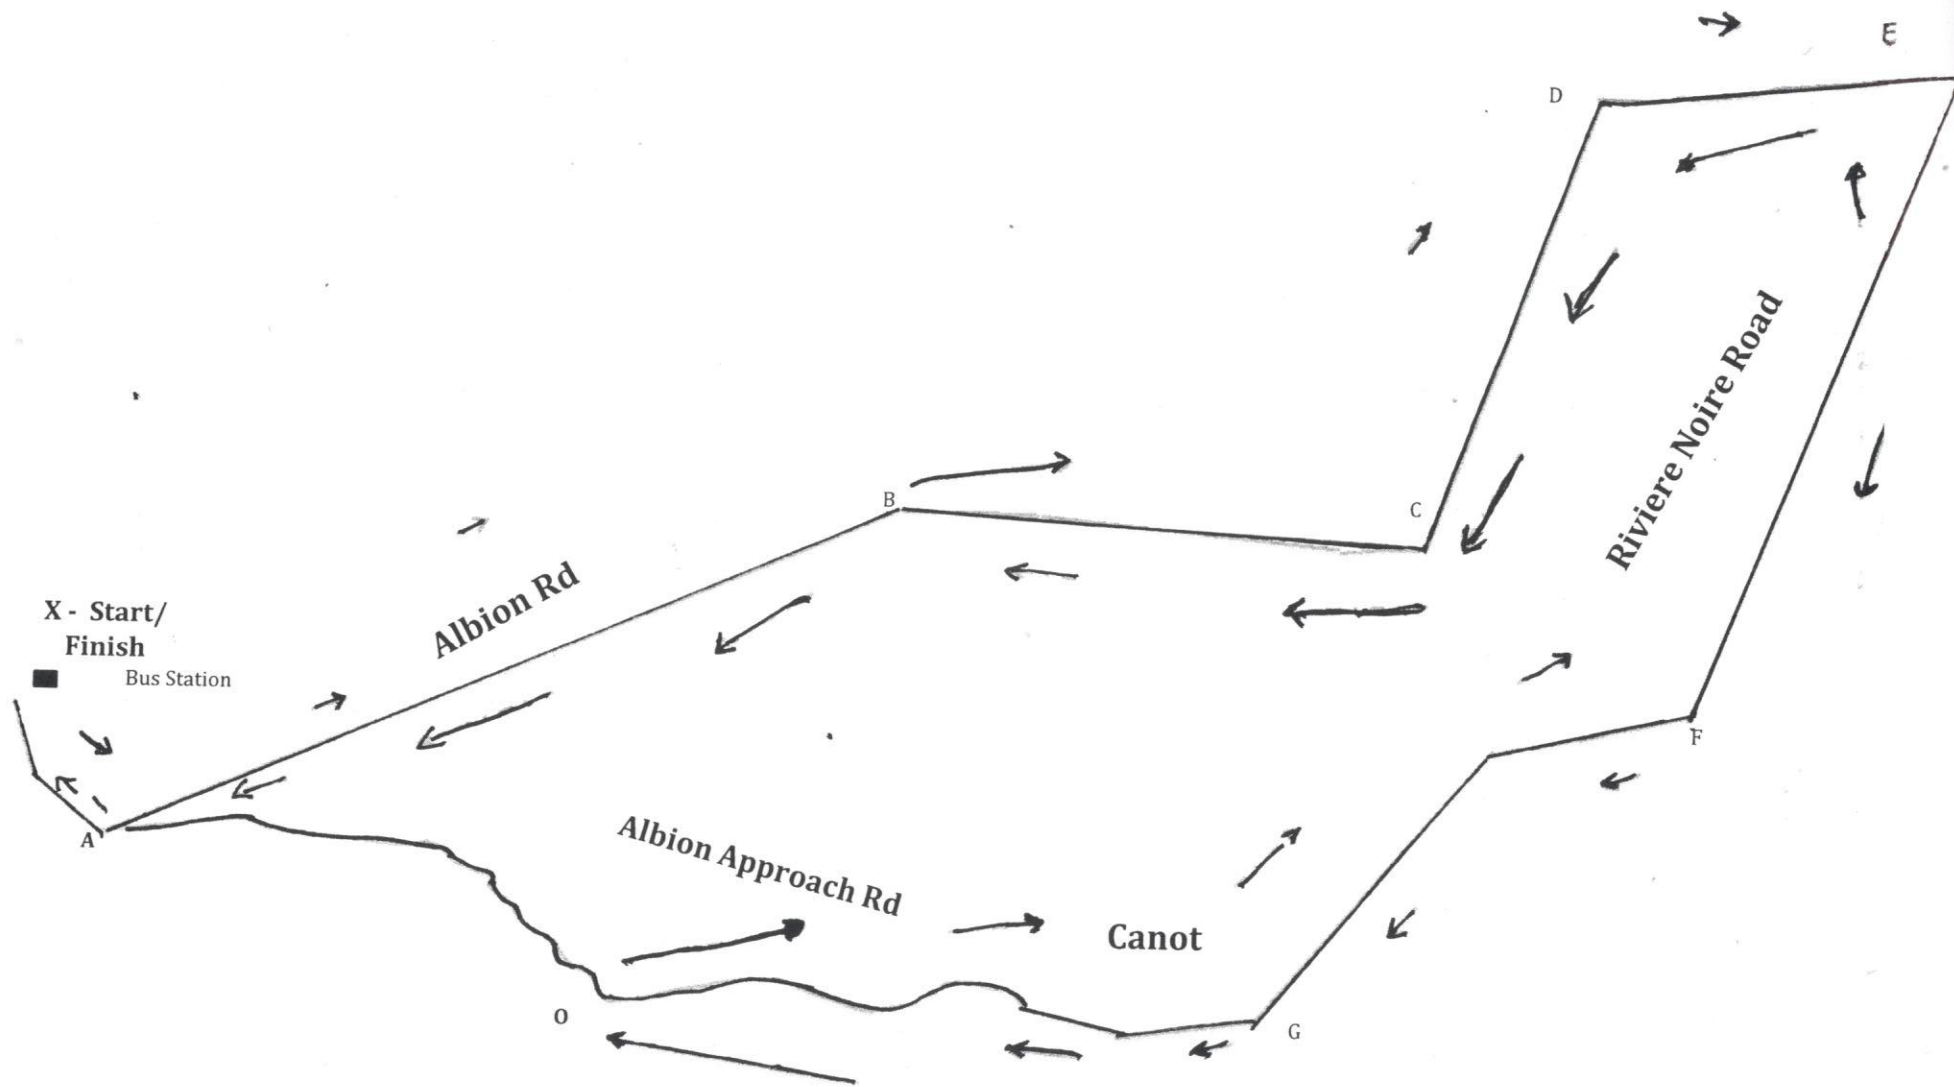 E
D
B
C
Riviere Noire Road
Albion Rd
X - Start/
Finish
Bus Station
F
A
Albion Approach Rd
Canot
O
G